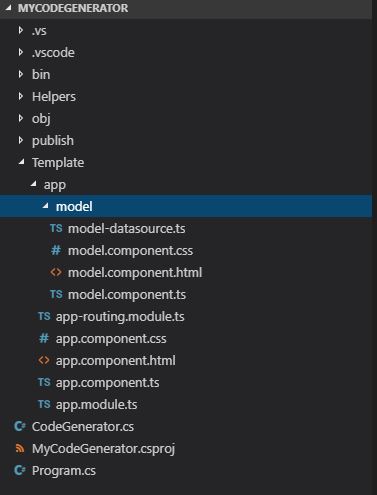 MYCODEGENERATOR
.vs
.vscode
bin
Helpers
obj
publish
Template
app
model
TS model-datasource.ts
# model.component.css
<> model.component.html
TS model.component.ts
TS app-routing.module.ts
# app.component.css
<> app.component.html
TS app.component.ts
TS app.module.ts
C# CodeGenerator.cs
MyCodeGenerator.csproj
C# Program.cs